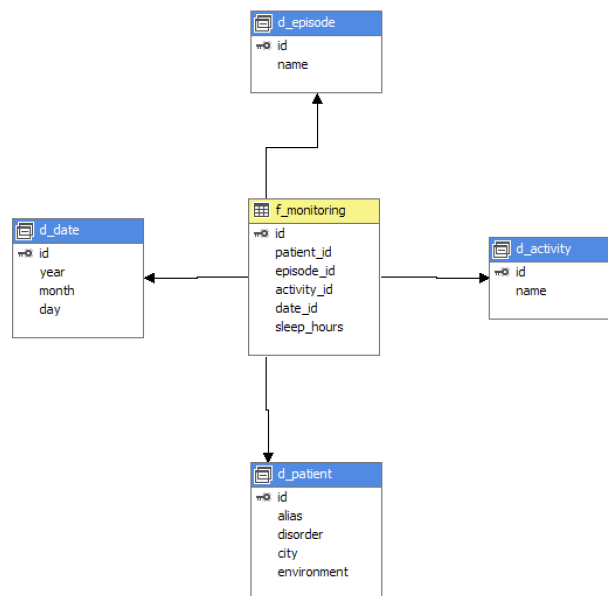 d_episode
id
name
f_monitoring
id
patient_id
episode_id
activity_id
date_id
sleep_hours
d_date
id
year
month
day
d_activity
id
name
d_patient
id
alias
disorder
city
environment